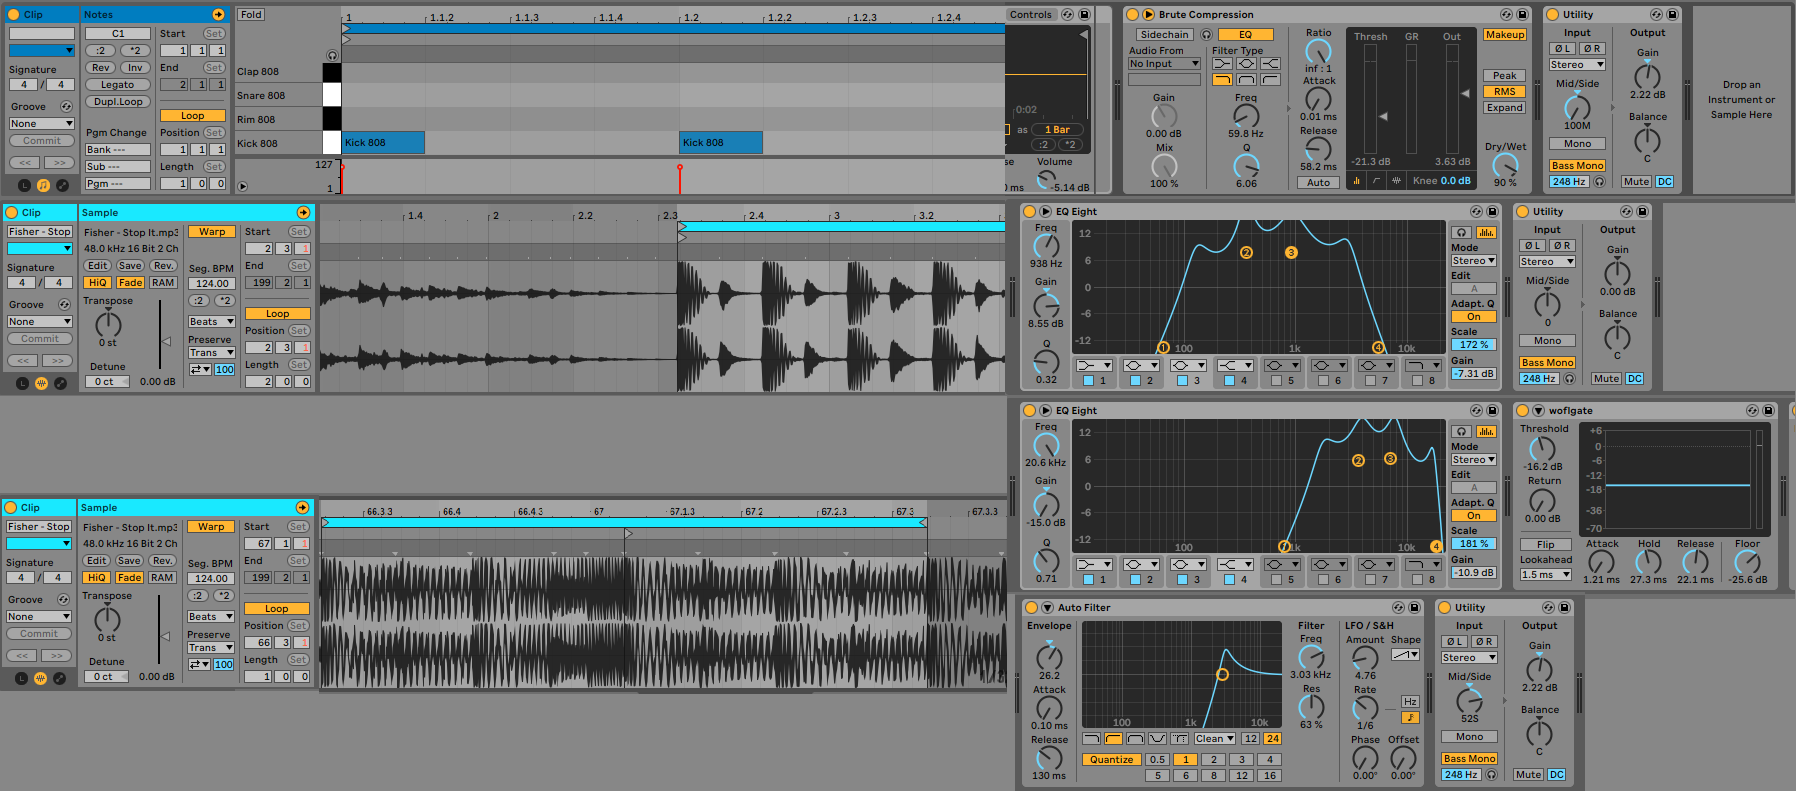 Clip
Notes
C1
:2
*2
Rev
Inv
Legato
Dupl.Loop
Signature
4 / 4
Groove
None
Commit
<<
>>
Pgm Change
Bank ---
Sub ---
Pgm ---
Start
Set
1 1 1
End
Set
2 1 1
Loop
Position
Set
1 1 1
Length
Set
1 0 0
Fold
1
1.1.2
1.1.3
1.1.4
1.2
1.2.2
1.2.3
1.2.4
Clap 808
Snare 808
Rim 808
Kick 808
Kick 808
Kick 808
127
1
Controls
0:02
as
1 Bar
:2
*2
Volume
ms
-5.14 dB
Brute Compression
Sidechain
EQ
Audio From
No Input
Filter Type
Gain
0.00 dB
Mix
100 %
Freq
59.8 Hz
Q
6.06
Ratio
inf : 1
Attack
0.01 ms
Release
58.2 ms
Auto
Thresh
GR
Out
-21.3 dB
3.63 dB
Knee 0.0 dB
Makeup
Peak
RMS
Expand
Dry/Wet
90 %
Utility
Input
Ø L
Ø R
Stereo
Mid/Side
100M
Mono
Bass Mono
248 Hz
Output
Gain
2.22 dB
Balance
C
Mute
DC
Drop an
Instrument or
Sample Here
Clip
Fisher - Stop
Signature
4 / 4
Groove
None
Commit
<<
>>
Sample
Fisher - Stop It.mp3
48.0 kHz 16 Bit 2 Ch
Edit
Save
Rev.
HiQ
Fade
RAM
Transpose
0 st
Detune
0 ct
0.00 dB
Warp
Seg. BPM
124.00
:2
*2
Beats
Preserve
Trans
100
Start
Set
2 3 1
End
Set
199 2 1
Loop
Position
Set
2 3 1
Length
Set
2 0 0
1.4
2
2.2
2.3
2.4
3
3.2
EQ Eight
Freq
938 Hz
Gain
8.55 dB
Q
0.32
12
6
0
-6
-12
100
1k
10k
1
2
3
4
1
2
3
4
5
6
7
8
Mode
Stereo
Edit
A
Adapt. Q
On
Scale
172 %
Gain
-7.31 dB
Utility
Input
Ø L
Ø R
Stereo
Mid/Side
0
Mono
Bass Mono
248 Hz
Output
Gain
0.00 dB
Balance
C
Mute
DC
EQ Eight
Freq
20.6 kHz
Gain
-15.0 dB
Q
0.71
12
6
0
-6
-12
100
1k
10k
2
3
4
1
2
3
4
5
6
7
8
Mode
Stereo
Edit
A
Adapt. Q
On
Scale
181 %
Gain
-10.9 dB
woflgate
Threshold
-16.2 dB
Return
0.00 dB
+6
0
-6
-12
-18
-36
-70
Flip
Lookahead
1.5 ms
Attack
1.21 ms
Hold
27.3 ms
Release
22.1 ms
Floor
-25.6 dB
Clip
Fisher - Stop
Signature
4 / 4
Groove
None
Commit
<<
>>
Sample
Fisher - Stop It.mp3
48.0 kHz 16 Bit 2 Ch
Edit
Save
Rev.
HiQ
Fade
RAM
Transpose
0 st
Detune
0 ct
0.00 dB
Warp
Seg. BPM
124.00
:2
*2
Beats
Preserve
Trans
100
Start
Set
67 1 1
End
Set
199 2 1
Loop
Position
Set
66 3 1
Length
Set
1 0 0
66.3.3
66.4
66.4.3
67
67.1.3
67.2
67.2.3
67.3
67.3.3
Auto Filter
Envelope
26.2
Attack
0.10 ms
Release
130 ms
100
1k
10k
Clean
12
24
Quantize
0.5
1
2
3
4
5
6
8
12
16
Filter
Freq
3.03 kHz
Res
63 %
LFO / S&H
Amount
4.76
Shape
Rate
1/6
Hz
Phase
0.00°
Offset
0.00°
Utility
Input
Ø L
Ø R
Stereo
Mid/Side
52S
Mono
Bass Mono
248 Hz
Output
Gain
2.22 dB
Balance
C
Mute
DC